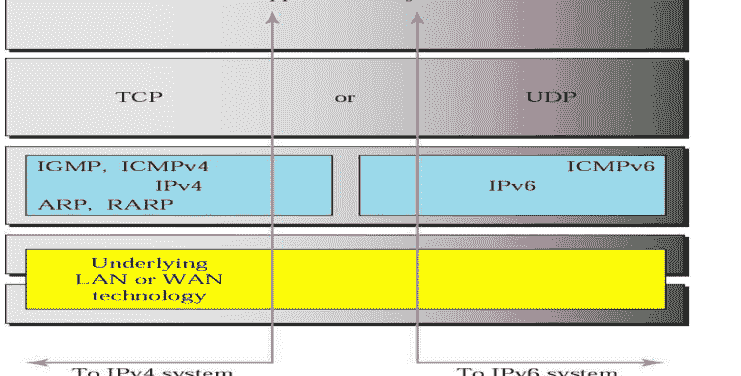 TCP or UDP
IGMP, ICMPv4
IPv4
ARP, RARP
ICMPv6
IPv6
Underlying
LAN or WAN
technology
To IPv4 system
To IPv6 system